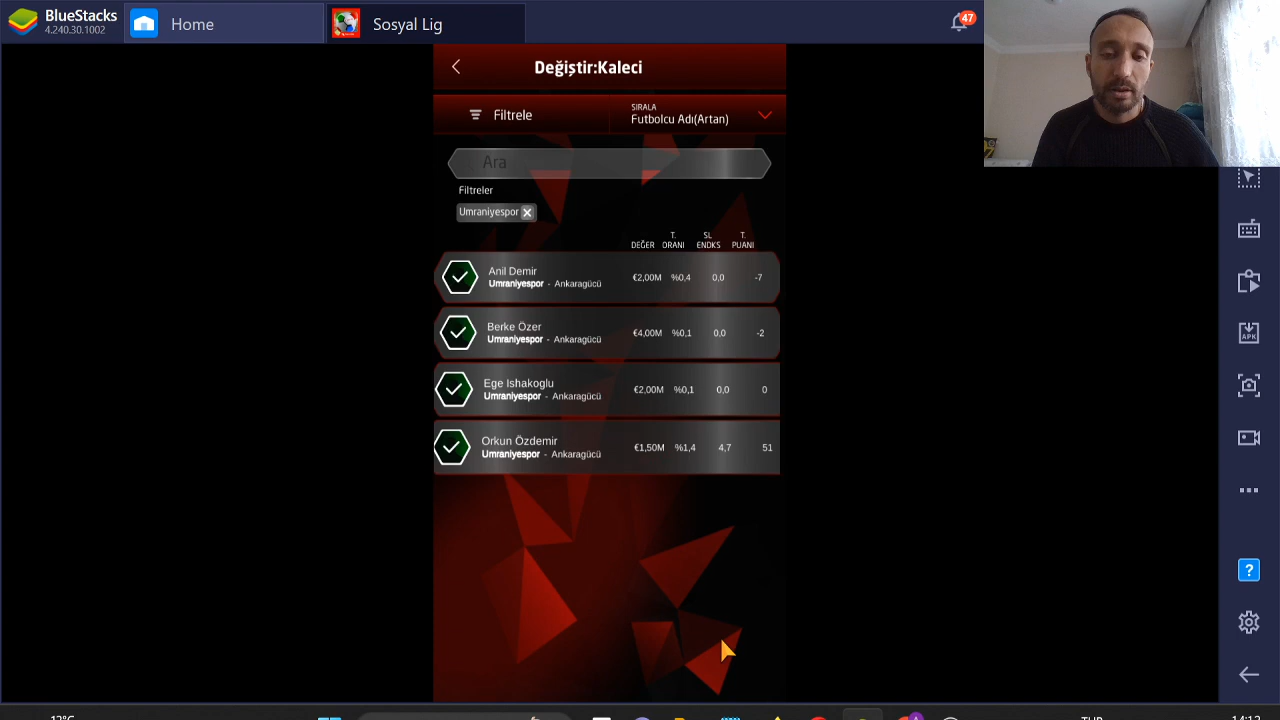 BlueStacks
4.240.30.1002
Home
Sosyal Lig
47
Değiştir:Kaleci
Filtrele
SIRALA
Futbolcu Adı(Artan)
Ara
Filtreler
Umraniyespor
DEĞER T. ORANI SL ENDKS T. PUANI
Anil Demir
Umraniyespor - Ankaragücü
€2,00M %0,4 0,0 -7
Berke Özer
Umraniyespor - Ankaragücü
€4,00M %0,1 0,0 -2
Ege Ishakoglu
Umraniyespor - Ankaragücü
€2,00M %0,1 0,0 0
Orkun Özdemir
Umraniyespor - Ankaragücü
€1,50M %1,4 4,7 51
APK